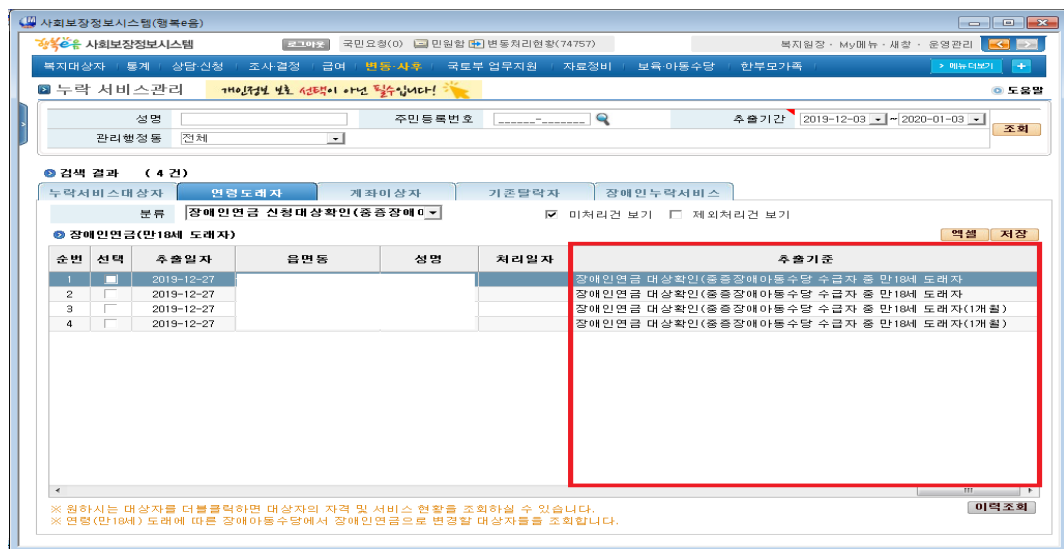 사회보장정보시스템(행복e음)
행복e음 사회보장정보시스템 로그아웃 국민요청(0) 민원함 변동처리현황(74757) 복지원장 · My메뉴 · 새창 · 운영관리
복지대상자 통계 상담·신청 조사·결정 급여 변동·사후 국토부 업무지원 자료정비 보육·아동수당 한부모가족 > 메뉴더보기 +
누락 서비스관리 개인정보 보호 선택이 아닌 필수입니다! 도움말
성명 주민등록번호 ______-_______ 추출기간 2019-12-03 ~ 2020-01-03 조회
관리행정동 전체
검색 결과 ( 4 건)
누락서비스대상자 연령도래자 계좌이상자 기존탈락자 장애인누락서비스
분류 장애인연금 신청대상확인(중증장애아 미처리건 보기 제외처리건 보기
장애인연금(만18세 도래자) 엑셀 저장
순번 선택 추출일자 읍면동 성명 처리일자 추출기준
1 2019-12-27 장애인연금 대상확인(중증장애아동수당 수급자 중 만18세 도래자
2 2019-12-27 장애인연금 대상확인(중증장애아동수당 수급자 중 만18세 도래자
3 2019-12-27 장애인연금 대상확인(중증장애아동수당 수급자 중 만18세 도래자(1개월)
4 2019-12-27 장애인연금 대상확인(중증장애아동수당 수급자 중 만18세 도래자(1개월)
※ 원하시는 대상자를 더블클릭하면 대상자의 자격 및 서비스 현황을 조회하실 수 있습니다. 이력조회
※ 연령(만18세) 도래에 따른 장애아동수당에서 장애인연금으로 변경할 대상자들을 조회합니다.